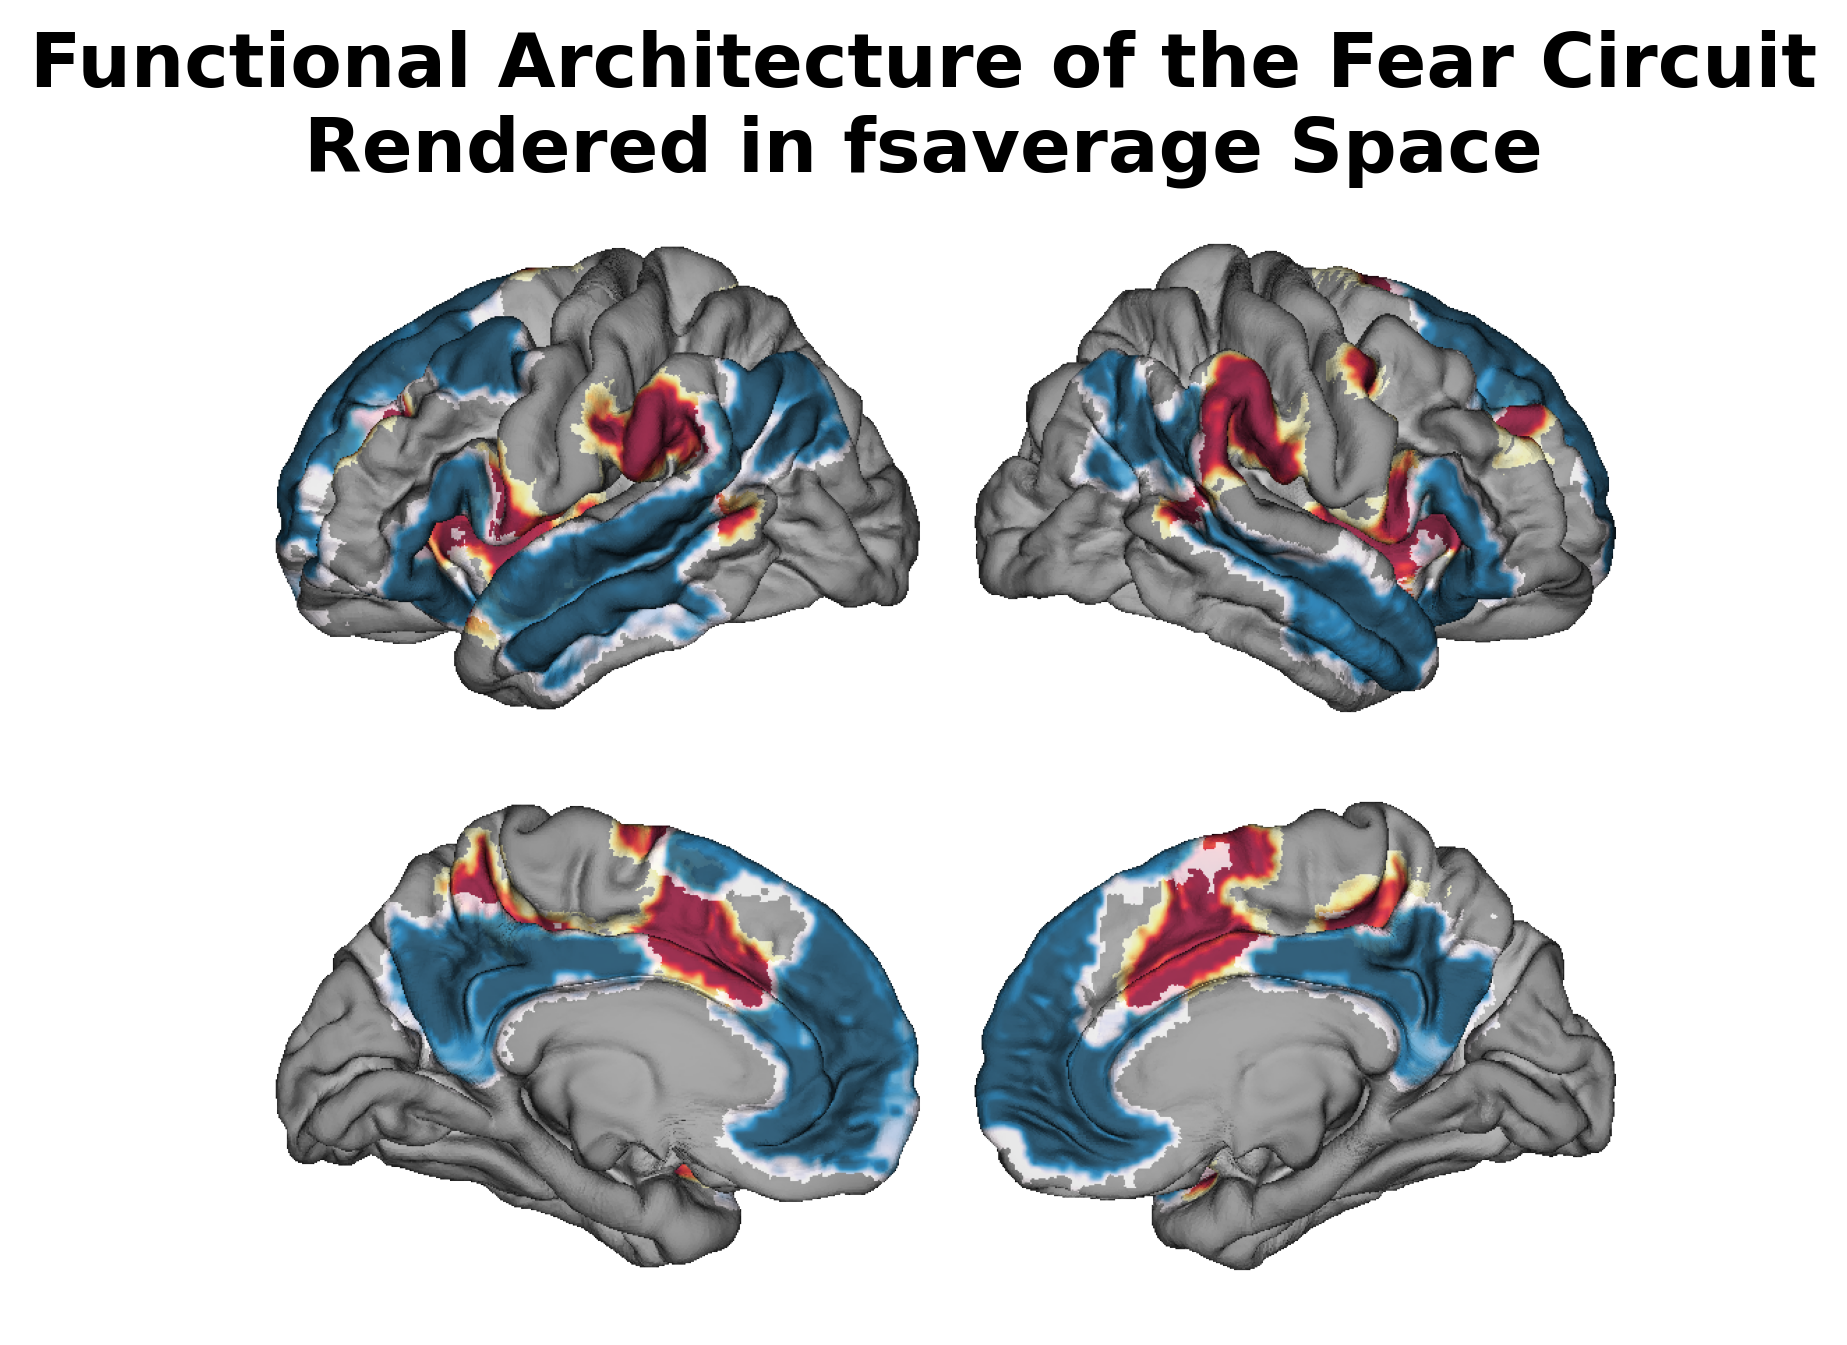 Functional Architecture of the Fear Circuit
Rendered in fsaverage Space